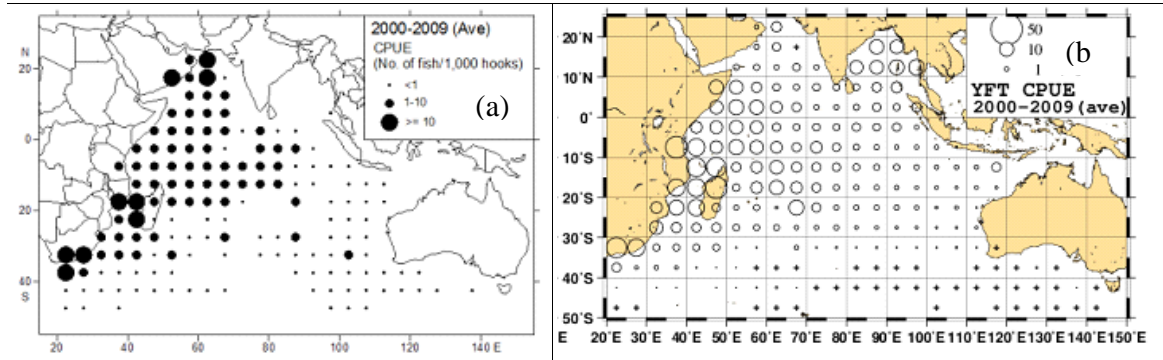 2000-2009 (Ave)
CPUE
(No. of fish/1,000 hooks)
<1
1-10
>= 10
(a)
N
20
0
20
40
S
20 40 60 80 100 120 140 E
50
10
1
(b)
YFT CPUE
2000-2009(ave)
20˚N
10˚N
0˚
10˚S
20˚S
30˚S
40˚S
50˚S
20˚E 30˚E 40˚E 50˚E 60˚E 70˚E 80˚E 90˚E 100˚E 110˚E 120˚E 130˚E 140˚E 150˚E